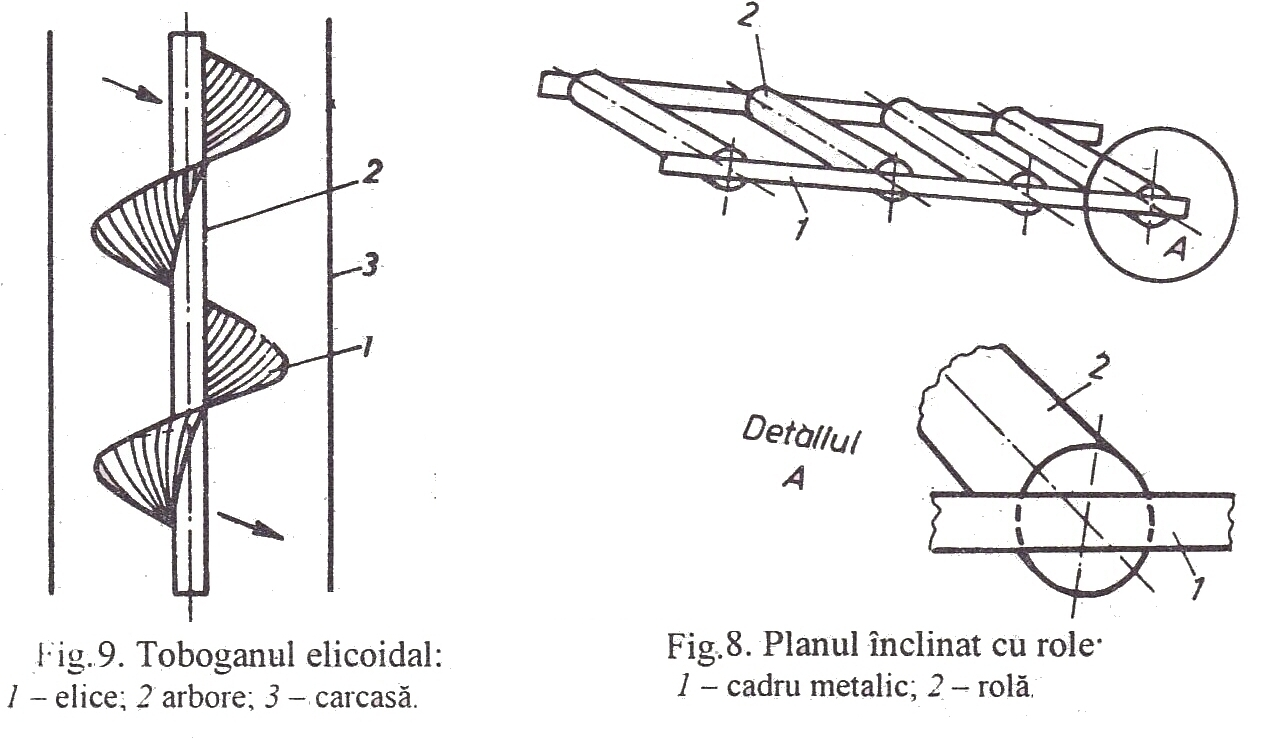 2
3
1
Fig.9. Toboganul elicoidal:
1 – elice; 2 arbore; 3 – carcasă.
2
1
A
Detaliul
A
2
1
Fig.8. Planul înclinat cu role
1 – cadru metalic; 2 – rolă.